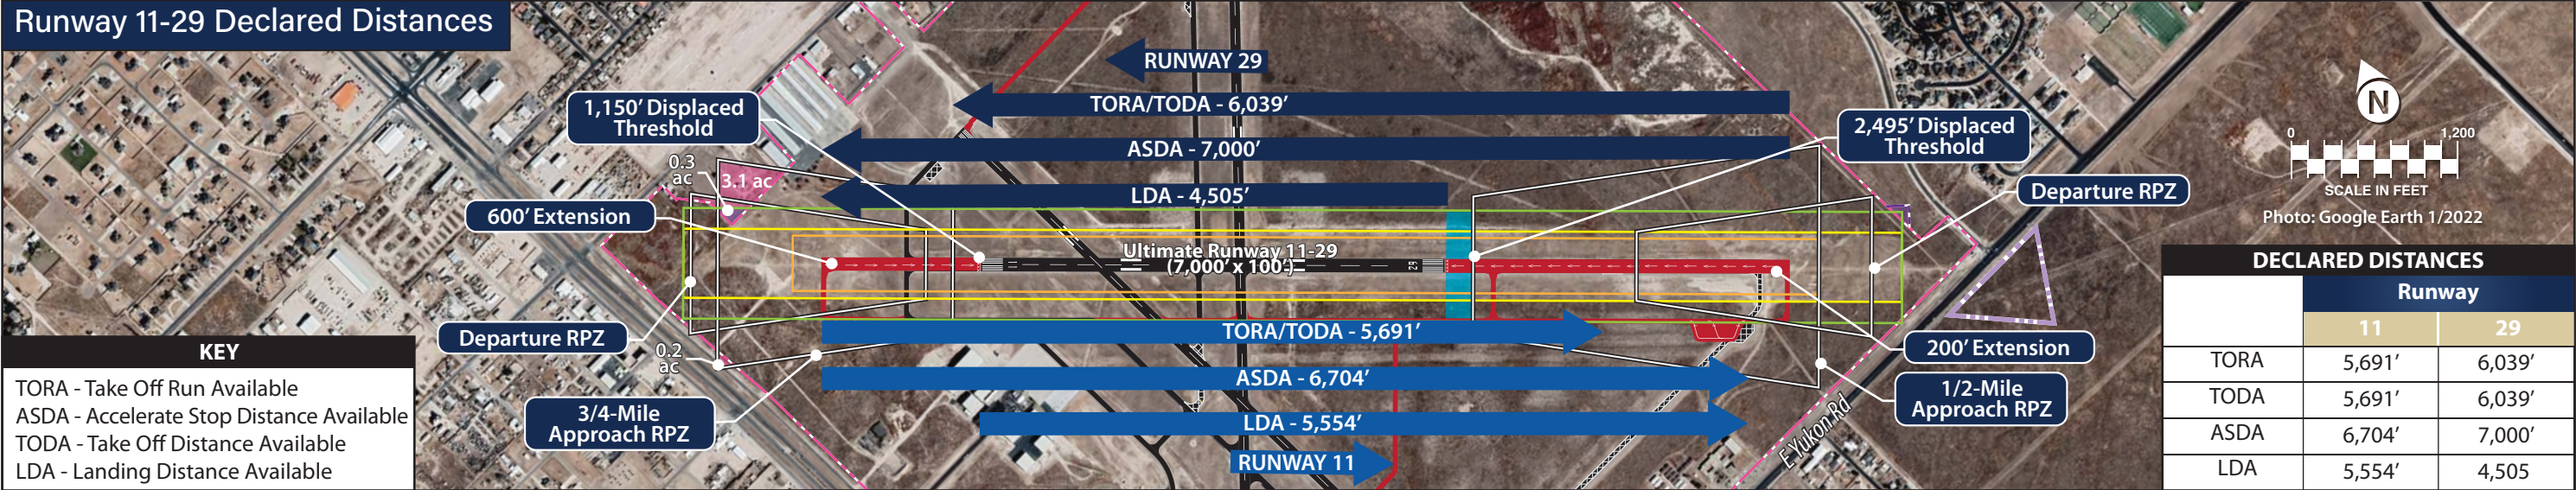 Runway 11-29 Declared Distances
RUNWAY 29
TORA/TODA - 6,039’
ASDA - 7,000’
LDA - 4,505’
1,150’ Displaced
Threshold
2,495’ Displaced
Threshold
0.3
ac
3.1 ac
600’ Extension
Departure RPZ
Ultimate Runway 11-29
(7,000’ x 100’)
29
Departure RPZ
0.2
ac
3/4-Mile
Approach RPZ
TORA/TODA - 5,691’
ASDA - 6,704’
LDA - 5,554’
RUNWAY 11
200’ Extension
1/2-Mile
Approach RPZ
E Yukon Rd
N
0 1,200
SCALE IN FEET
Photo: Google Earth 1/2022
KEY
TORA - Take Off Run Available
ASDA - Accelerate Stop Distance Available
TODA - Take Off Distance Available
LDA - Landing Distance Available
DECLARED DISTANCES
Runway
11 29
TORA 5,691’ 6,039’
TODA 5,691’ 6,039’
ASDA 6,704’ 7,000’
LDA 5,554’ 4,505